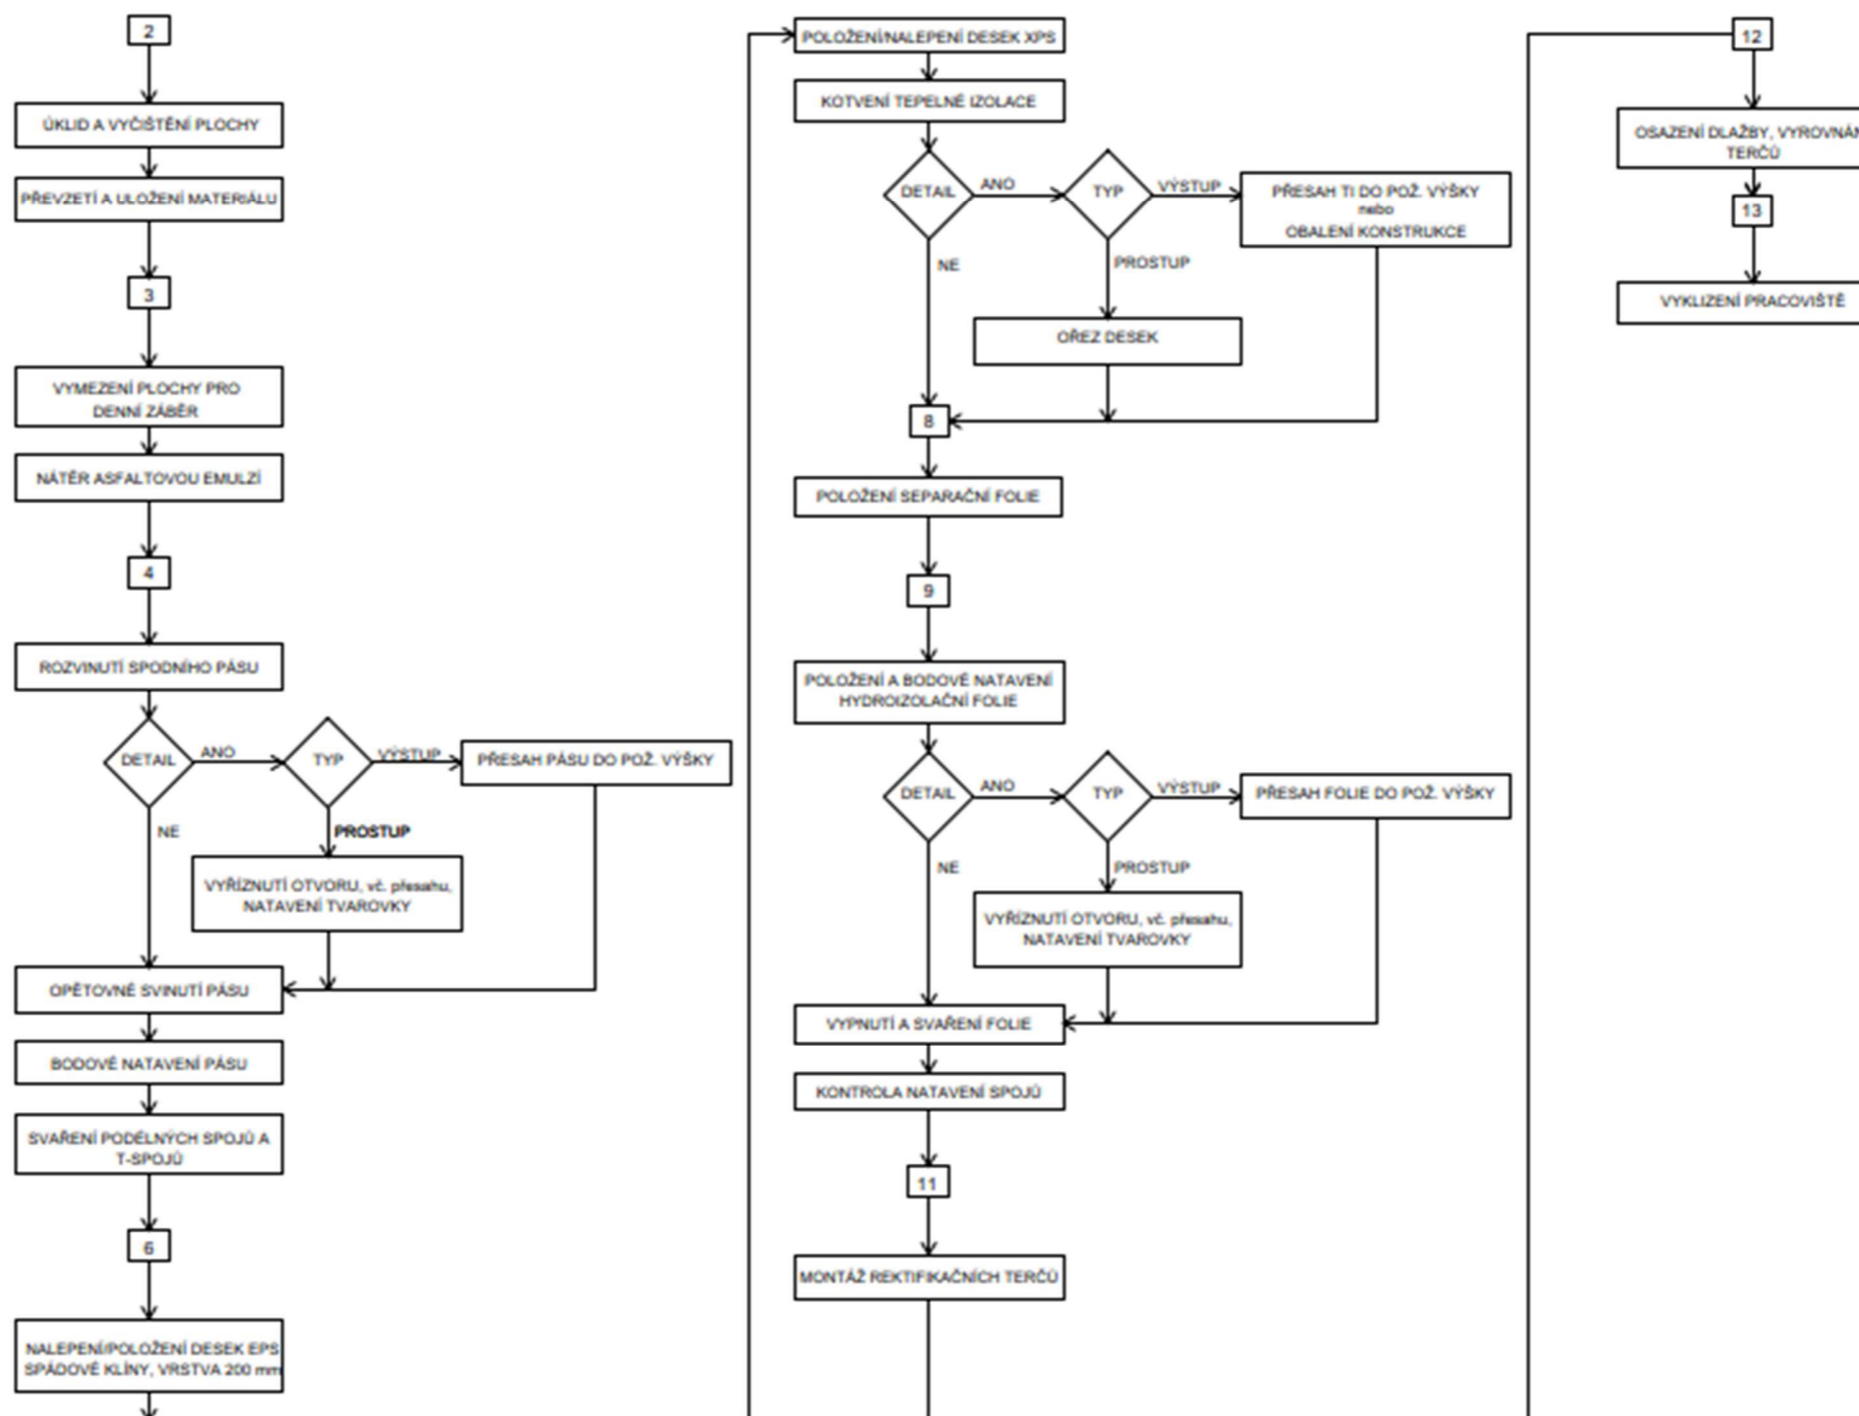 2
ÚKLID A VYČIŠTĚNÍ PLOCHY
PŘEVZETÍ A ULOŽENÍ MATERIÁLU
3
VYMEZENÍ PLOCHY PRO
DENNÍ ZÁBĚR
NÁTĚR ASFALTOVOU EMULZÍ
4
ROZVINUTÍ SPODNÍHO PÁSU
DETAIL
ANO
TYP
VÝSTUP
PŘESAH PÁSU DO POŽ. VÝŠKY
NE
PROSTUP
VYŘÍZNUTÍ OTVORU, vč. přesahu,
NATAVENÍ TVAROVKY
OPĚTOVNÉ SVINUTÍ PÁSU
BODOVÉ NATAVENÍ PÁSU
SVAŘENÍ PODÉLNÝCH SPOJŮ A
T-SPOJŮ
6
NALEPENÍ/POLOŽENÍ DESEK EPS
SPÁDOVÉ KLÍNY, VRSTVA 200 mm
POLOŽENÍ/NALEPENÍ DESEK XPS
KOTVENÍ TEPELNÉ IZOLACE
DETAIL
ANO
TYP
VÝSTUP
PŘESAH TI DO POŽ. VÝŠKY
nebo
OBALENÍ KONSTRUKCE
NE
PROSTUP
OŘEZ DESEK
8
POLOŽENÍ SEPARAČNÍ FOLIE
9
POLOŽENÍ A BODOVÉ NATAVENÍ
HYDROIZOLAČNÍ FOLIE
DETAIL
ANO
TYP
VÝSTUP
PŘESAH FOLIE DO POŽ. VÝŠKY
NE
PROSTUP
VYŘÍZNUTÍ OTVORU, vč. přesahu,
NATAVENÍ TVAROVKY
VYPNUTÍ A SVAŘENÍ FOLIE
KONTROLA NATAVENÍ SPOJŮ
11
MONTÁŽ REKTIFIKAČNÍCH TERČŮ
12
OSAZENÍ DLAŽBY, VYROVNÁN
TERČŮ
13
VYKLIZENÍ PRACOVIŠTĚ